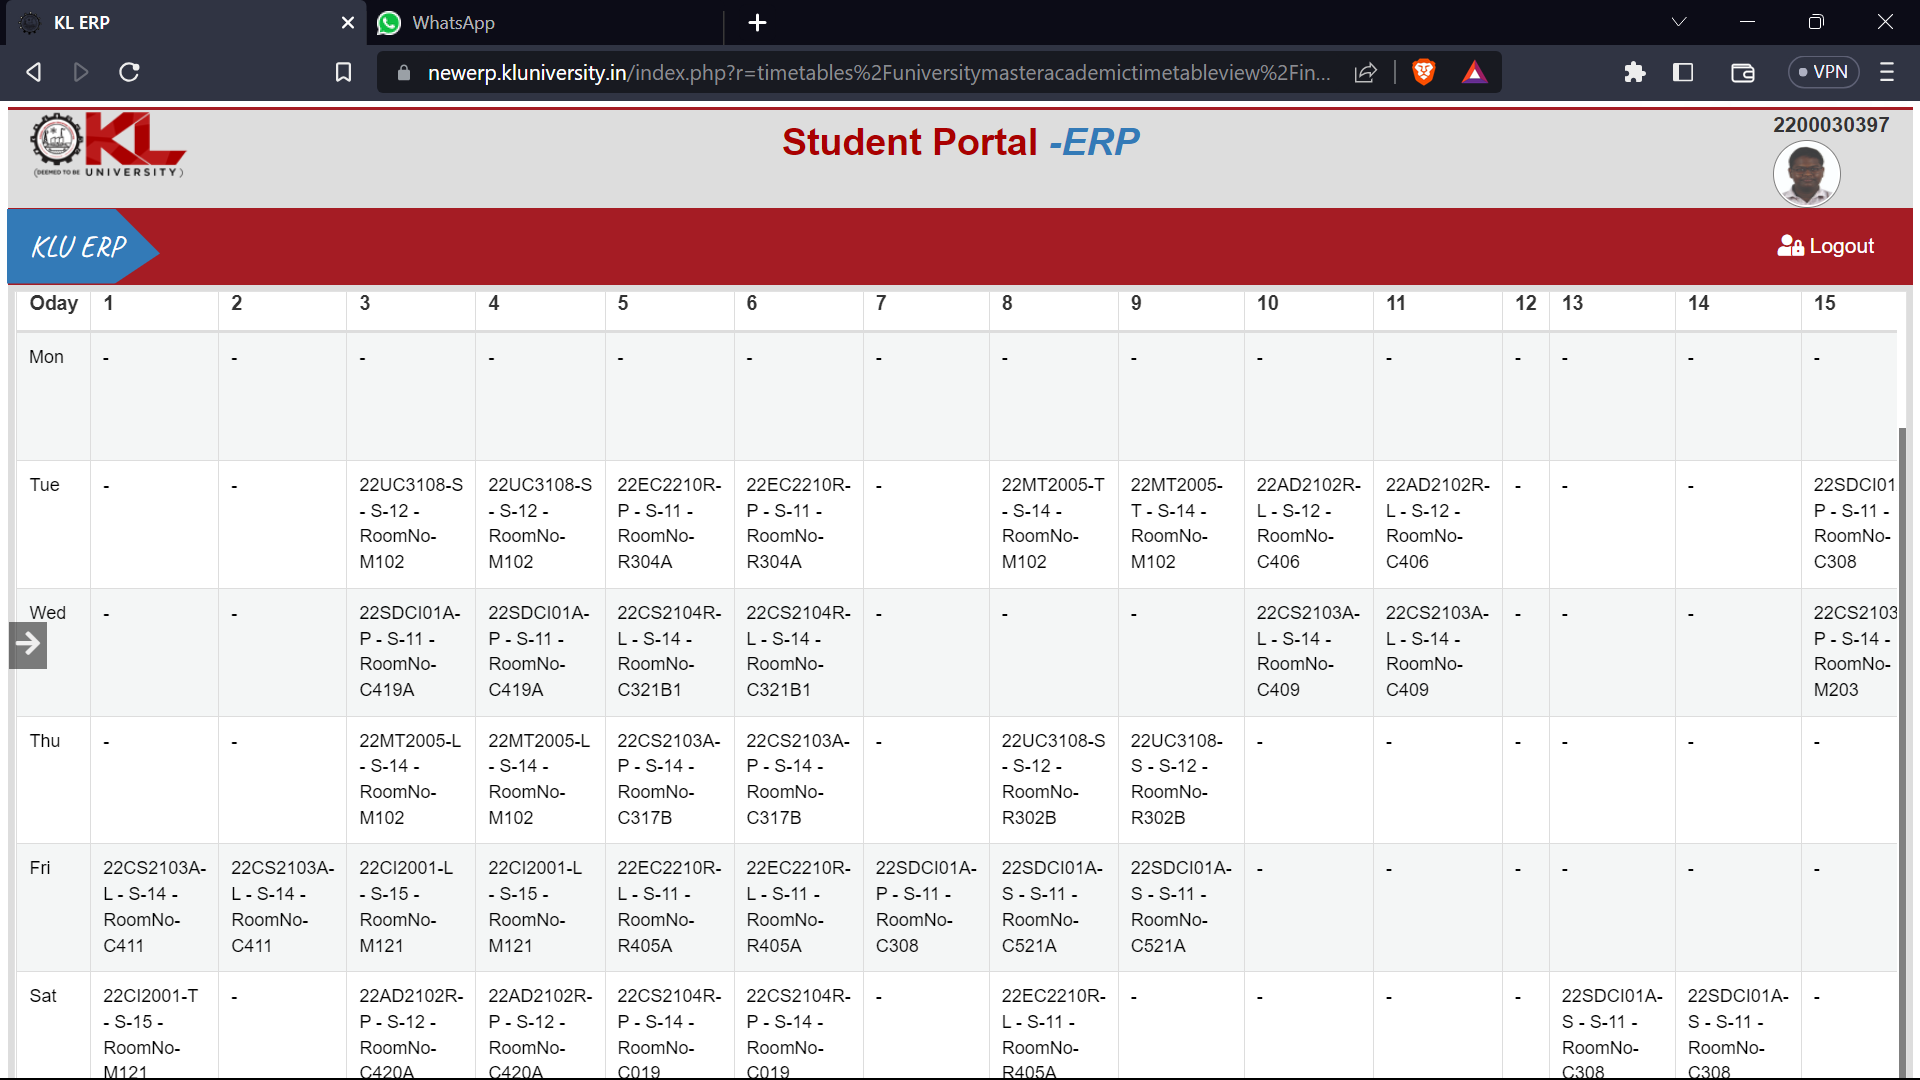 KL ERP
WhatsApp
newerp.kluniversity.in/index.php?r=timetables%2Funiversitymasteracademictimetableview%2Fin...
VPN
KL
(DEEMED TO BE UNIVERSITY)
Student Portal -ERP
2200030397
KLU ERP
Logout
Oday 1 2 3 4 5 6 7 8 9 10 11 12 13 14 15
Mon - - - - - - - - - - - - - - -
Tue - - 22UC3108-S 22UC3108-S 22EC2210R- 22EC2210R- - 22MT2005-T 22MT2005- 22AD2102R- 22AD2102R- - - - 22SDCI01
- S-12 - - S-12 - P - S-11 - P - S-11 - - S-14 - T - S-14 - L - S-12 - L - S-12 - P - S-11 -
RoomNo- RoomNo- RoomNo- RoomNo- RoomNo- RoomNo- RoomNo- RoomNo- RoomNo-
M102 M102 R304A R304A M102 M102 C406 C406 C308
Wed - - 22SDCI01A- 22SDCI01A- 22CS2104R- 22CS2104R- - - - 22CS2103A- 22CS2103A- - - - 22CS2103
P - S-11 - P - S-11 - L - S-14 - L - S-14 - L - S-14 - L - S-14 - P - S-14 -
RoomNo- RoomNo- RoomNo- RoomNo- RoomNo- RoomNo- RoomNo-
C419A C419A C321B1 C321B1 C409 C409 M203
Thu - - 22MT2005-L 22MT2005-L 22CS2103A- 22CS2103A- - 22UC3108-S 22UC3108- - - - - - -
- S-14 - - S-14 - P - S-14 - P - S-14 - - S-12 - S - S-12 -
RoomNo- RoomNo- RoomNo- RoomNo- RoomNo- RoomNo-
M102 M102 C317B C317B R302B R302B
Fri 22CS2103A- 22CS2103A- 22CI2001-L 22CI2001-L 22EC2210R- 22EC2210R- 22SDCI01A- 22SDCI01A- 22SDCI01A- - - - - - -
L - S-14 - L - S-14 - - S-15 - - S-15 - L - S-11 - L - S-11 - P - S-11 - S - S-11 - S - S-11 -
RoomNo- RoomNo- RoomNo- RoomNo- RoomNo- RoomNo- RoomNo- RoomNo- RoomNo-
C411 C411 M121 M121 R405A R405A C308 C521A C521A
Sat 22CI2001-T - 22AD2102R- 22AD2102R- 22CS2104R- 22CS2104R- - 22EC2210R- - - - - 22SDCI01A- 22SDCI01A- -
- S-15 - P - S-12 - P - S-12 - P - S-14 - P - S-14 - L - S-11 - S - S-11 - S - S-11 -
RoomNo- RoomNo- RoomNo- RoomNo- RoomNo- RoomNo- RoomNo- RoomNo-
M121 C420A C420A C019 C019 R405A C308 C308